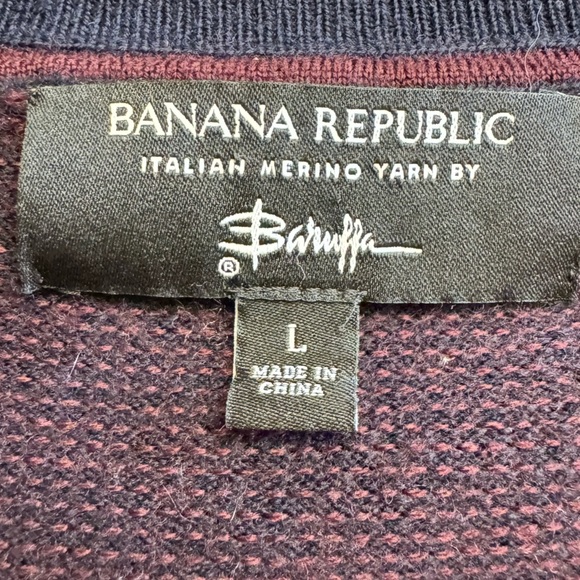 BANANA REPUBLIC
ITALIAN MERINO YARN BY
Baruffa
®
L
MADE IN
CHINA